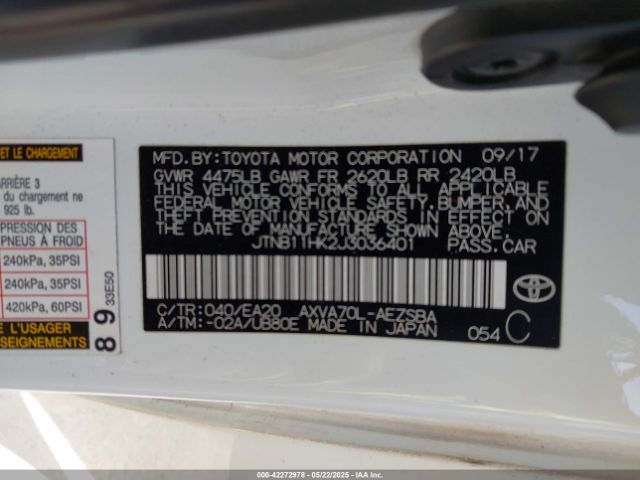 ET LE CHARGEMENT
ARRIÈRE 3
du chargement ne
925 lb.
PRESSION DES
PNEUS À FROID
240kPa, 35PSI
240kPa, 35PSI
420kPa, 60PSI
E L'USAGER
ENSEIGNEMENTS
8 9 33E50
MFD. BY: TOYOTA MOTOR CORPORATION 09/17
GVWR 4475LB GAWR FR 2620LB RR 2420LB
THIS VEHICLE CONFORMS TO ALL APPLICABLE
FEDERAL MOTOR VEHICLE SAFETY, BUMPER, AND
THEFT PREVENTION STANDARDS IN EFFECT ON
THE DATE OF MANUFACTURE SHOWN ABOVE.
JTNB11HK2J3036401 PASS.CAR
C/TR: 040/EA20 AXVA70L-AEZSBA
A/TM: -02A/UB80E MADE IN JAPAN
054 C
000-42272978 - 05/22/2025 - IAAI COPYRIGHT